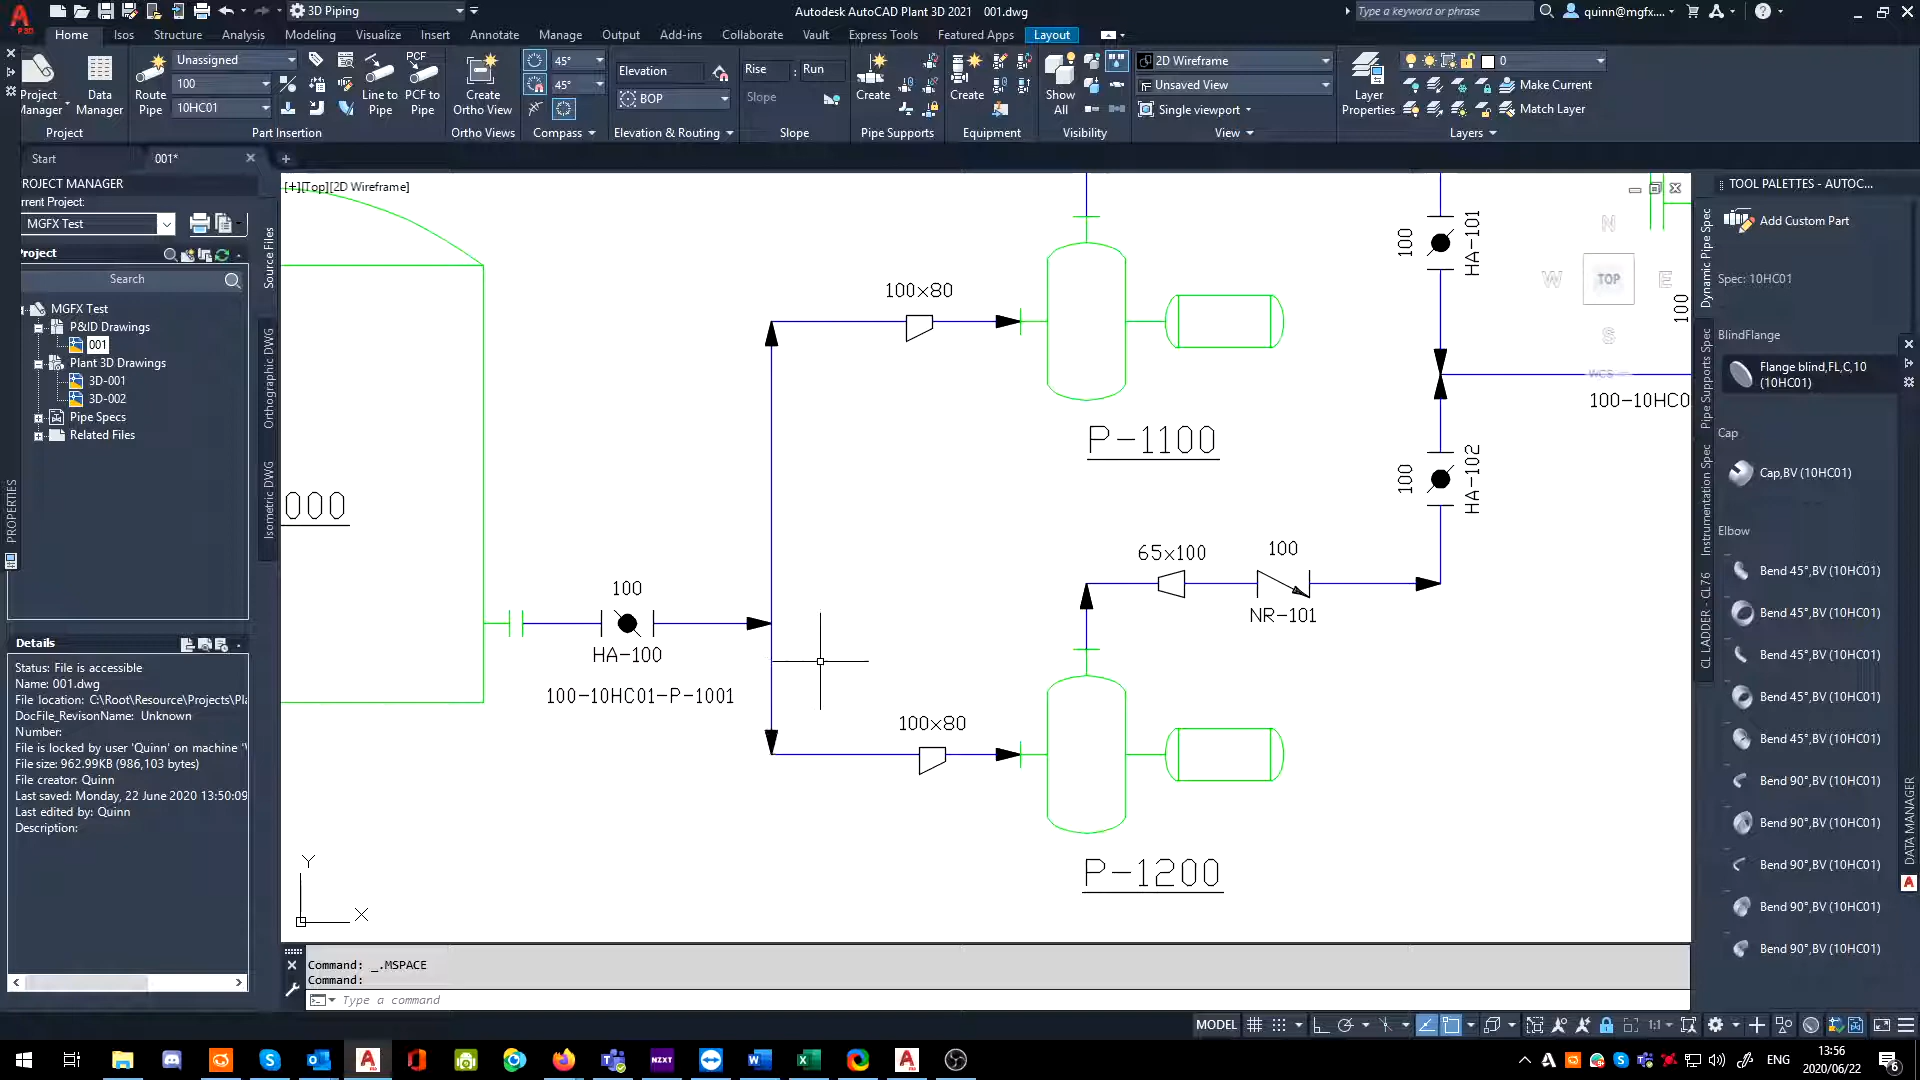 3D Piping
Autodesk AutoCAD Plant 3D 2021 001.dwg
Type a keyword or phrase
quinn@mgfx....
Home
Isos
Structure
Analysis
Modeling
Visualize
Insert
Annotate
Manage
Output
Add-ins
Collaborate
Vault
Express Tools
Featured Apps
Layout
Project
Manager
Data
Manager
Project
Route
Pipe
Unassigned
100
10HC01
Line to
Pipe
PCF
PCF to
Pipe
Part Insertion
Create
Ortho View
Ortho Views
45°
45°
Compass
Elevation
BOP
Elevation & Routing
Rise : Run
Slope
Slope
Create
Pipe Supports
Create
Equipment
Show
All
Visibility
2D Wireframe
Unsaved View
Single viewport
View
Layer
Properties
0
Make Current
Match Layer
Layers
Start
001*
ROJECT MANAGER
rrent Project:
MGFX Test
Project
Search
MGFX Test
P&ID Drawings
001
Plant 3D Drawings
3D-001
3D-002
Pipe Specs
Related Files
Source Files
Orthographic DWG
Isometric DWG
PROPERTIES
Details
Status: File is accessible
Name: 001.dwg
File location: C:\Root\Resource\Projects\Pla
DocFile_RevisonName: Unknown
Number:
File is locked by user 'Quinn' on machine '
File size: 962.99KB (986,103 bytes)
File creator: Quinn
Last saved: Monday, 22 June 2020 13:50:09
Last edited by: Quinn
Description:
[+][Top][2D Wireframe]
100×80
P-1100
000
100
HA-100
100-10HC01-P-1001
100×80
P-1200
65×100
100
NR-101
100
HA-101
100
HA-102
100
100-10HC0
N
W
TOP
E
S
WCS
Y
X
Command: _.MSPACE
Command:
Type a command
TOOL PALETTES - AUTOC...
Add Custom Part
Spec: 10HC01
BlindFlange
Flange blind,FL,C,10
(10HC01)
Cap
Cap,BV (10HC01)
Elbow
Bend 45°,BV (10HC01)
Bend 45°,BV (10HC01)
Bend 45°,BV (10HC01)
Bend 45°,BV (10HC01)
Bend 45°,BV (10HC01)
Bend 90°,BV (10HC01)
Bend 90°,BV (10HC01)
Bend 90°,BV (10HC01)
Bend 90°,BV (10HC01)
Bend 90°,BV (10HC01)
Dynamic Pipe Spec
Pipe Supports Spec
Instrumentation Spec
CL LADDER - CL76
DATA MANAGER
MODEL
1:1
NZXT
ENG
13:56
2020/06/22
6